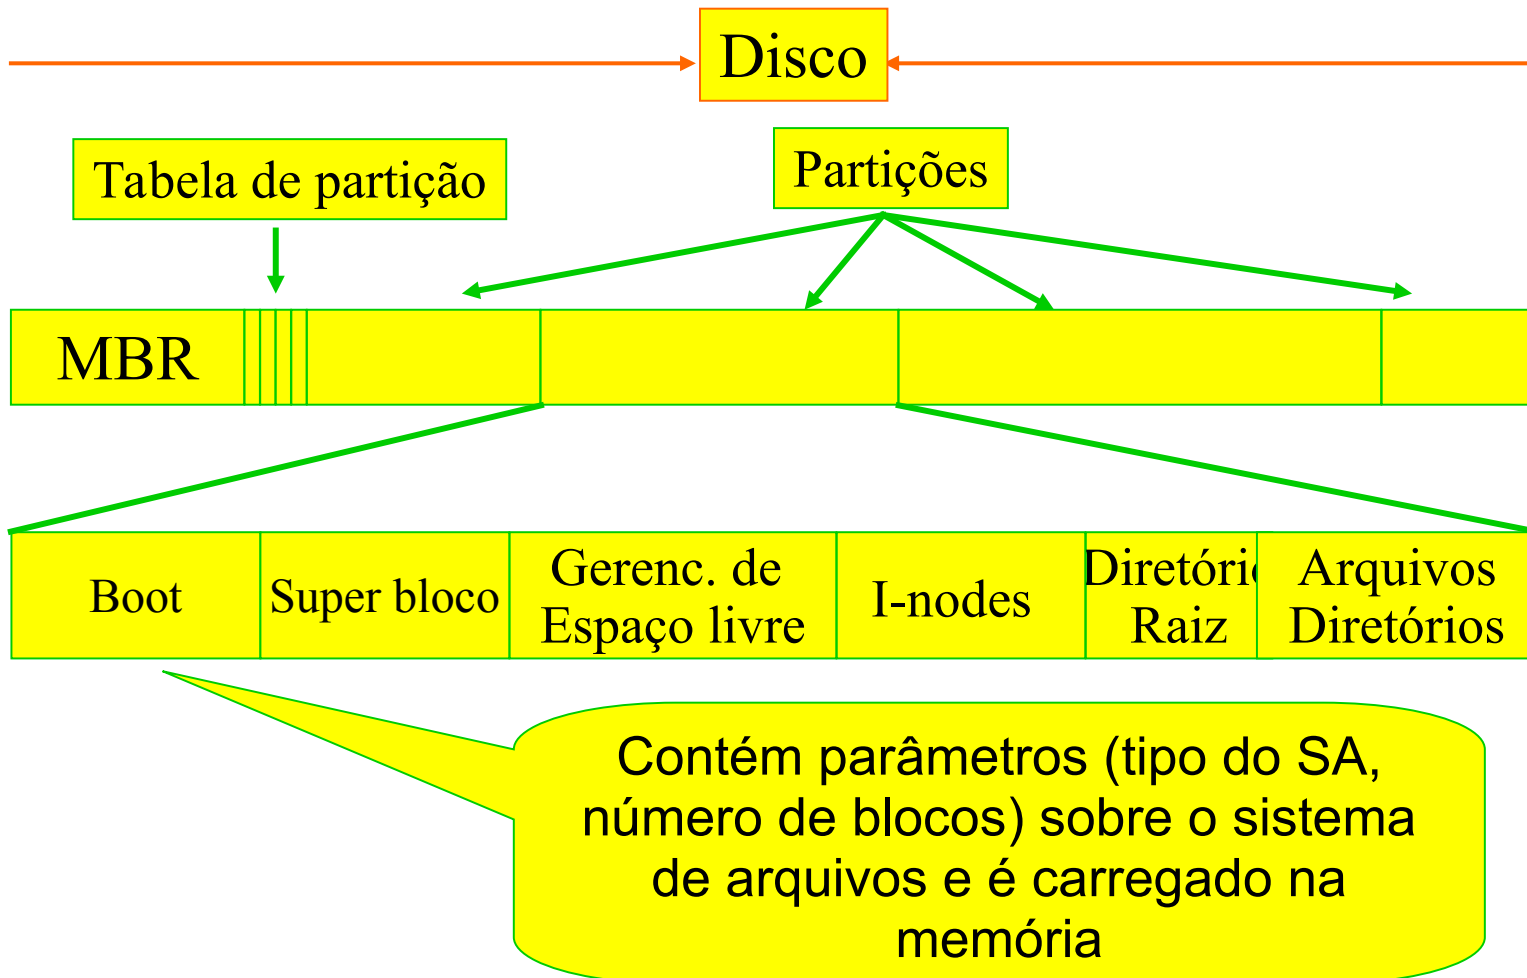 Disco
Tabela de partição
Partições
MBR
Boot
Super bloco
Gerenc. de
Espaço livre
I-nodes
Diretóri
Raiz
Arquivos
Diretórios
Contém parâmetros (tipo do SA,
número de blocos) sobre o sistema
de arquivos e é carregado na
memória